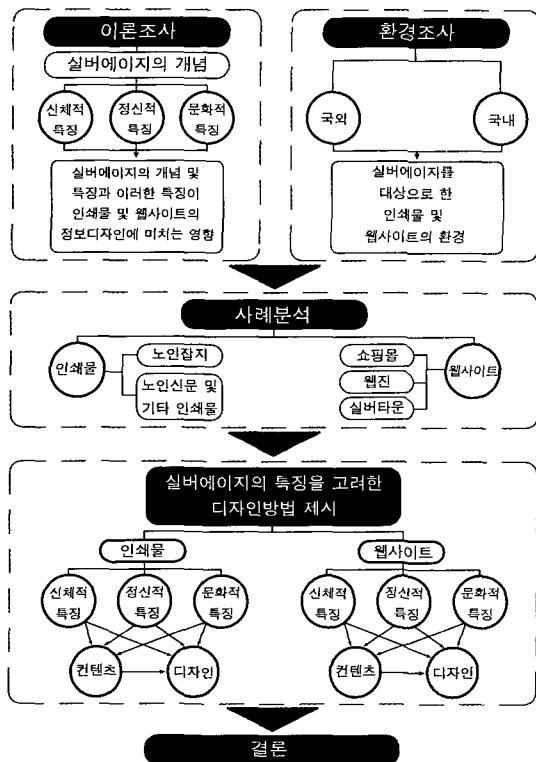 이론조사
실버에이지의 개념
신체적
특징
정신적
특징
문화적
특징
실버에이지의 개념 및
특징과 이러한 특징이
인쇄물 및 웹사이트의
정보디자인에 미치는 영향
환경조사
국외
국내
실버에이지를
대상으로 한
인쇄물 및
웹사이트의 환경
사례분석
인쇄물
노인잡지
노인신문 및
기타 인쇄물
쇼핑몰
웹진
실버타운
웹사이트
실버에이지의 특징을 고려한
디자인방법 제시
인쇄물
신체적
특징
정신적
특징
문화적
특징
컨텐츠
디자인
웹사이트
신체적
특징
정신적
특징
문화적
특징
컨텐츠
디자인
결론